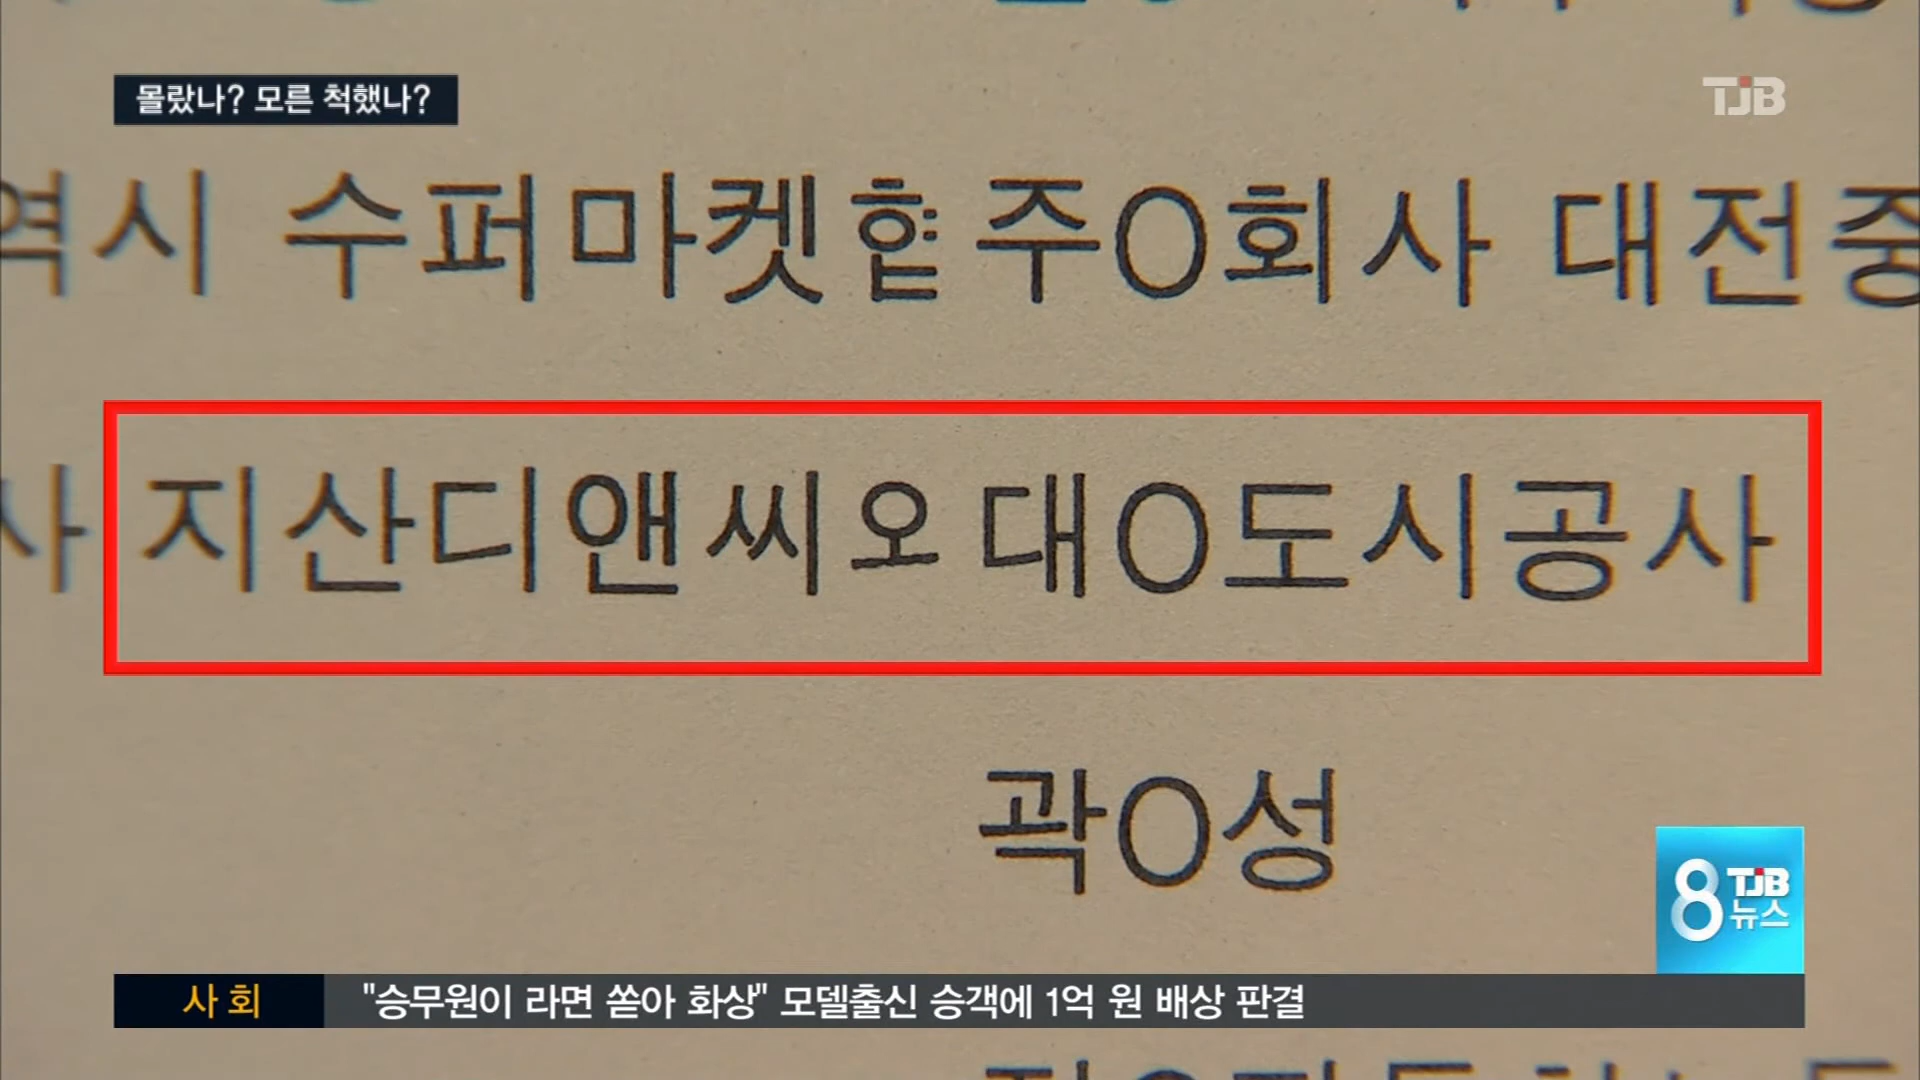 몰랐나? 모른 척했나?
TJB
역시 수퍼마켓협 주O회사 대전중
사 지산디앤씨오 대O도시공사
곽O성
8 TJB
뉴스
사회 "승무원이 라면 쏟아 화상" 모델출신 승객에 1억 원 배상 판결